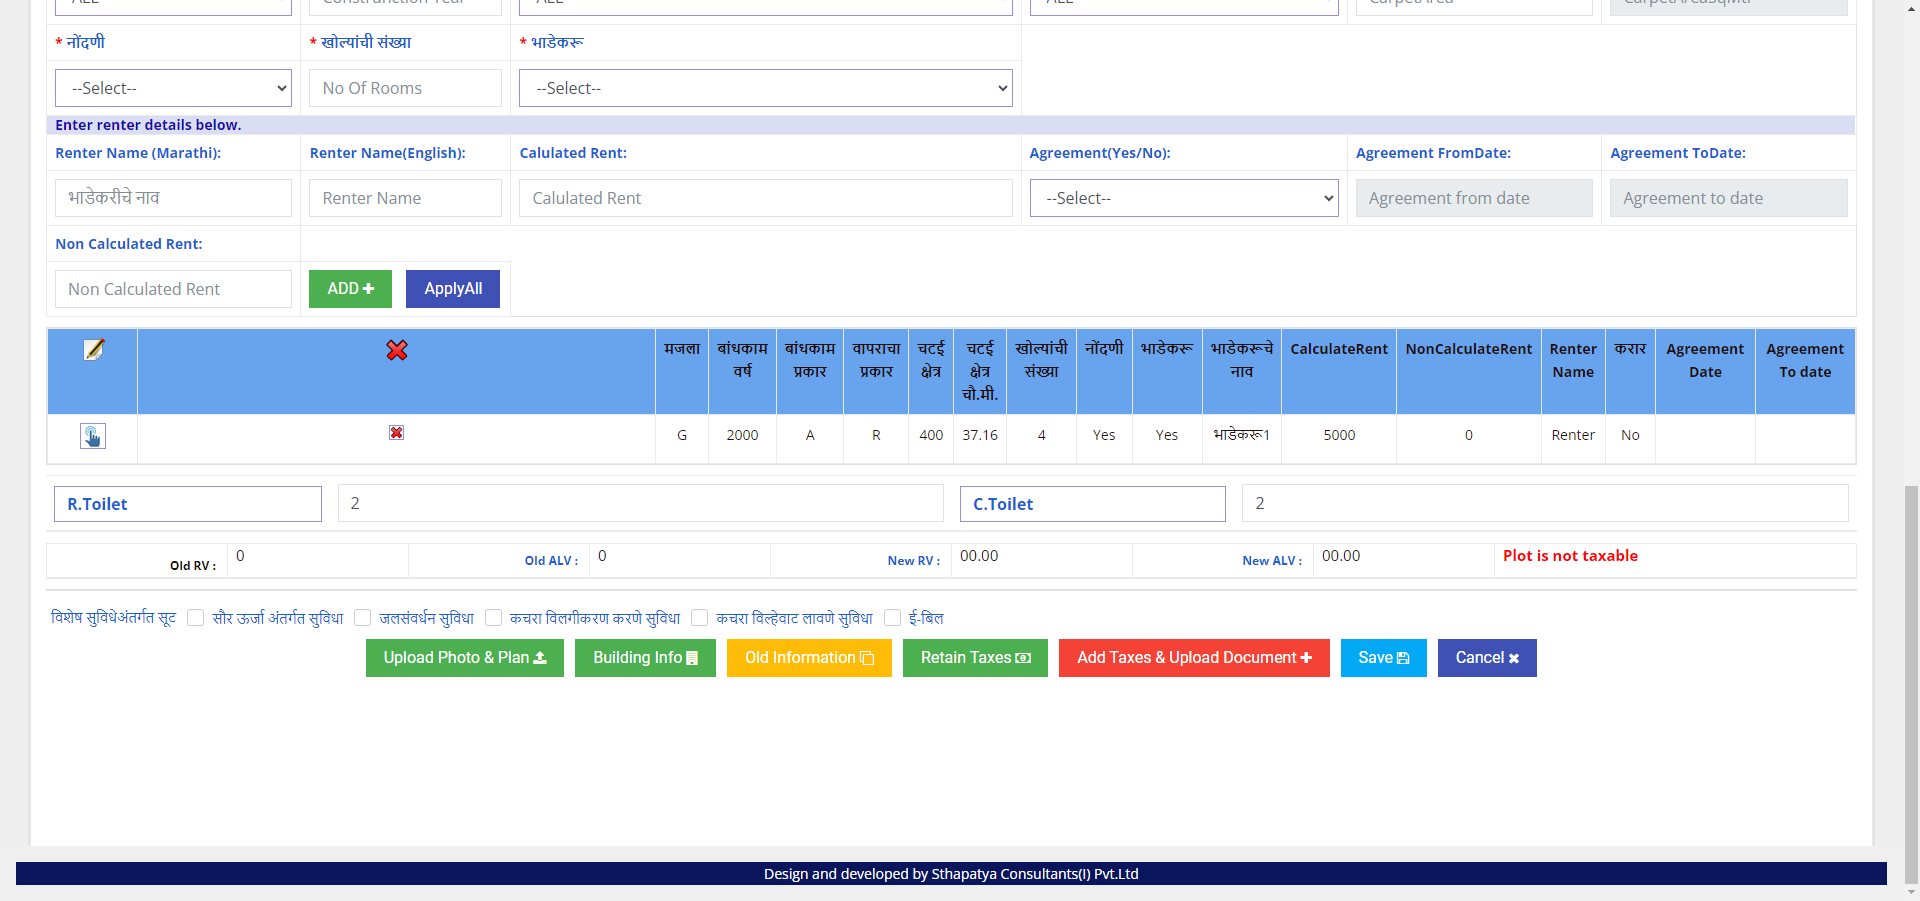 * नोंदणी * खोल्यांची संख्या * भाडेकरू
--Select-- No Of Rooms --Select--
Enter renter details below.
Renter Name (Marathi): Renter Name(English): Calulated Rent: Agreement(Yes/No): Agreement FromDate: Agreement ToDate:
भाडेकरीचे नाव Renter Name Calulated Rent --Select-- Agreement from date Agreement to date
Non Calculated Rent:
Non Calculated Rent ADD ApplyAll
मजला बांधकाम वर्ष बांधकाम प्रकार वापराचा प्रकार चटई क्षेत्र चटई क्षेत्र चौ.मी. खोल्यांची संख्या नोंदणी भाडेकरू भाडेकरूचे नाव CalculateRent NonCalculateRent Renter Name करार Agreement Date Agreement To date
G 2000 A R 400 37.16 4 Yes Yes भाडेकरू1 5000 0 Renter No
R.Toilet 2 C.Toilet 2
Old RV : 0 Old ALV : 0 New RV : 00.00 New ALV : 00.00 Plot is not taxable
विशेष सुविधेअंतर्गत सूट सौर ऊर्जा अंतर्गत सुविधा जलसंवर्धन सुविधा कचरा विलगीकरण करणे सुविधा कचरा विल्हेवाट लावणे सुविधा ई-बिल
Upload Photo & Plan Building Info Old Information Retain Taxes Add Taxes & Upload Document Save Cancel
Design and developed by Sthapatya Consultants(I) Pvt.Ltd